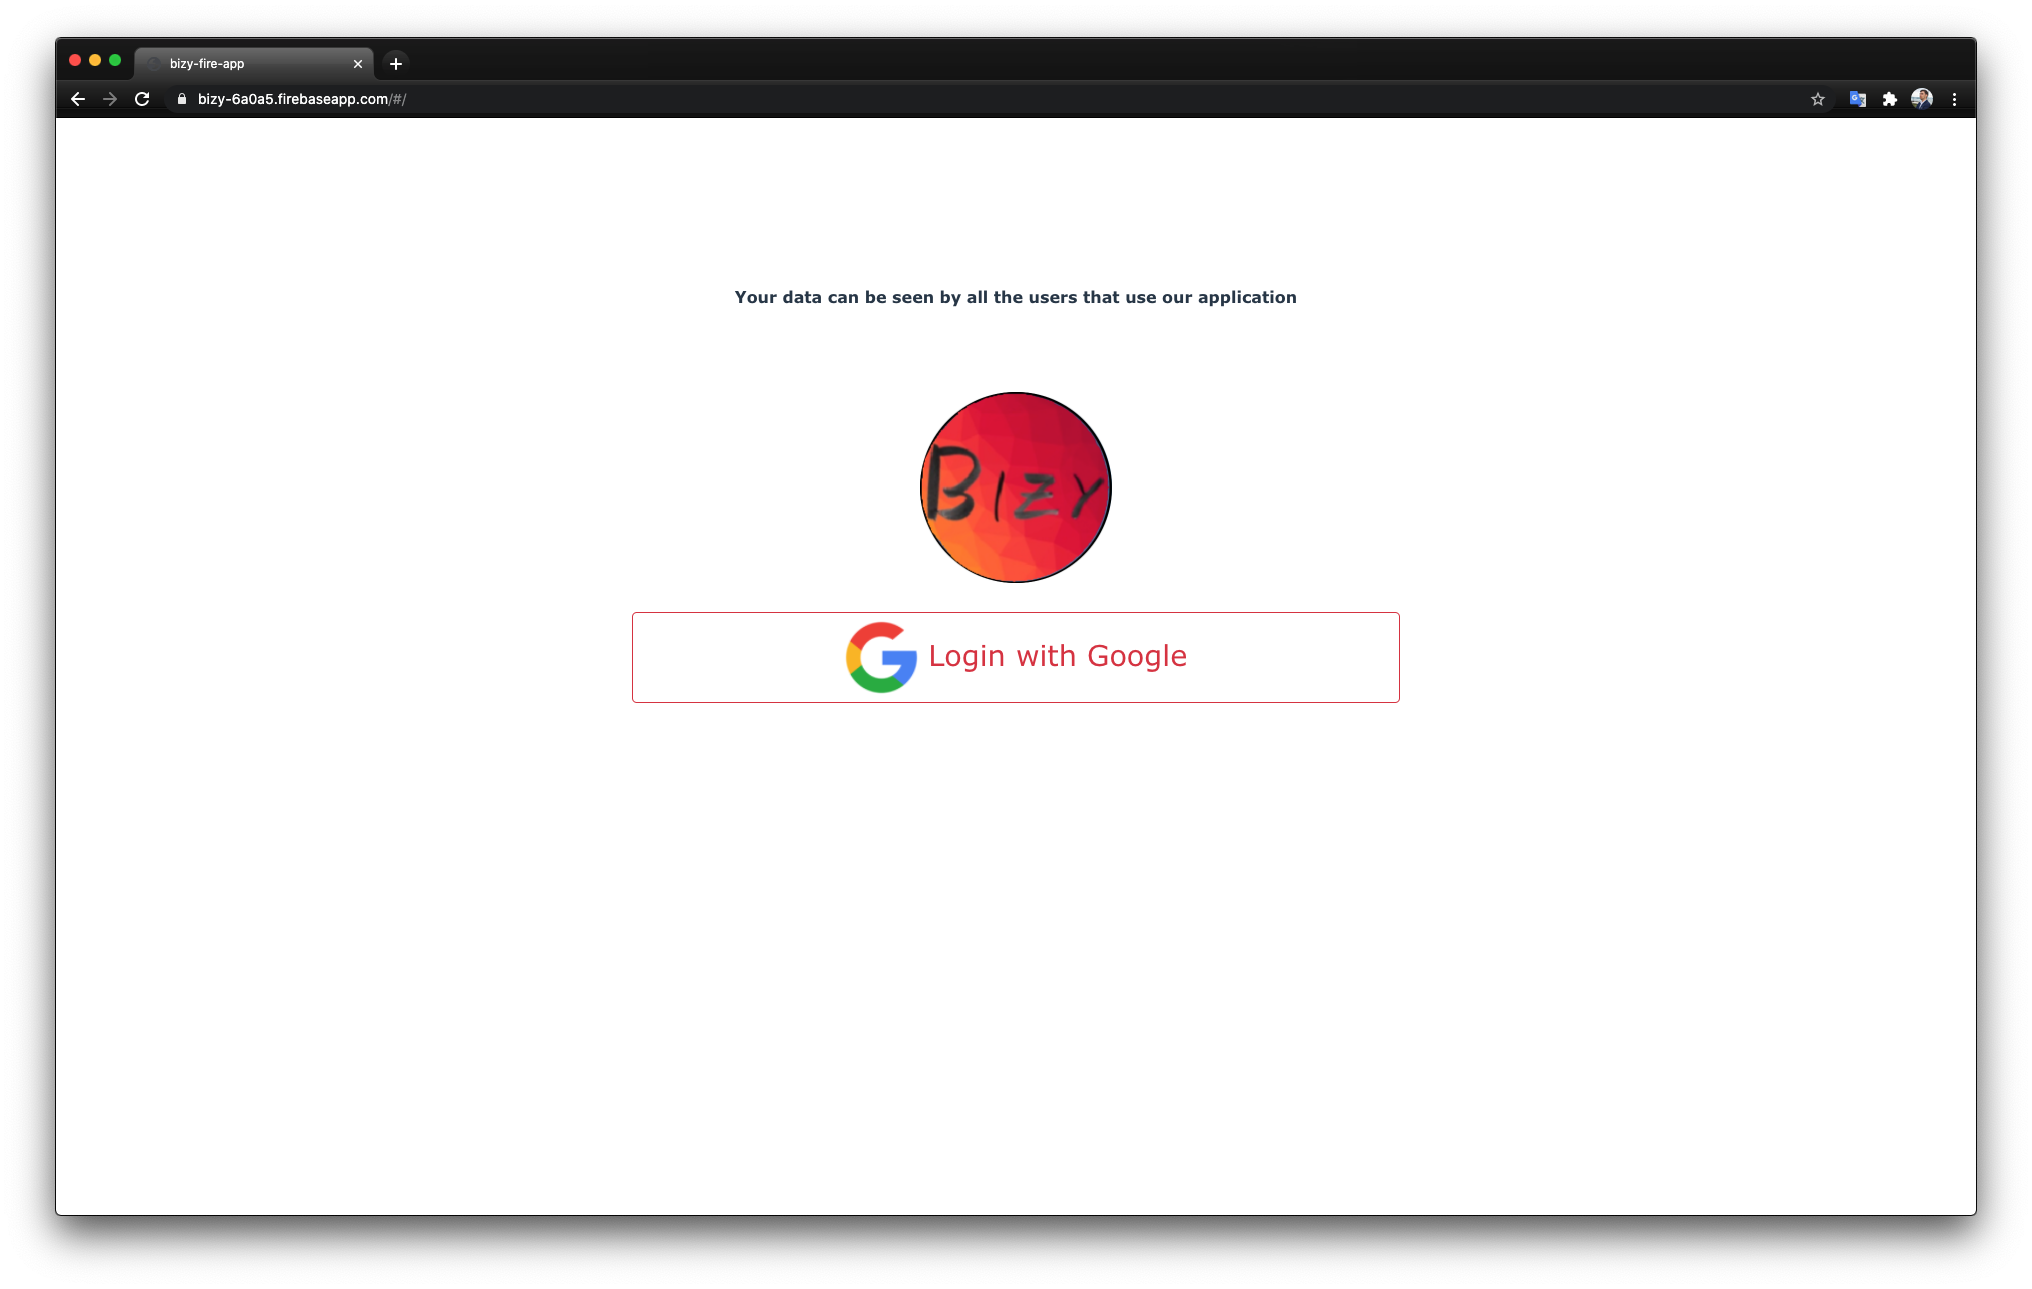 bizy-fire-app
bizy-6a0a5.firebaseapp.com/#/
Your data can be seen by all the users that use our application
BIZY
Login with Google